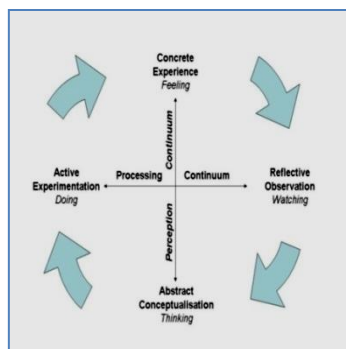 Concrete
Experience
Feeling
Continuum
Active
Experimentation
Doing
Processing
Continuum
Reflective
Observation
Watching
Perception
Abstract
Conceptualisation
Thinking